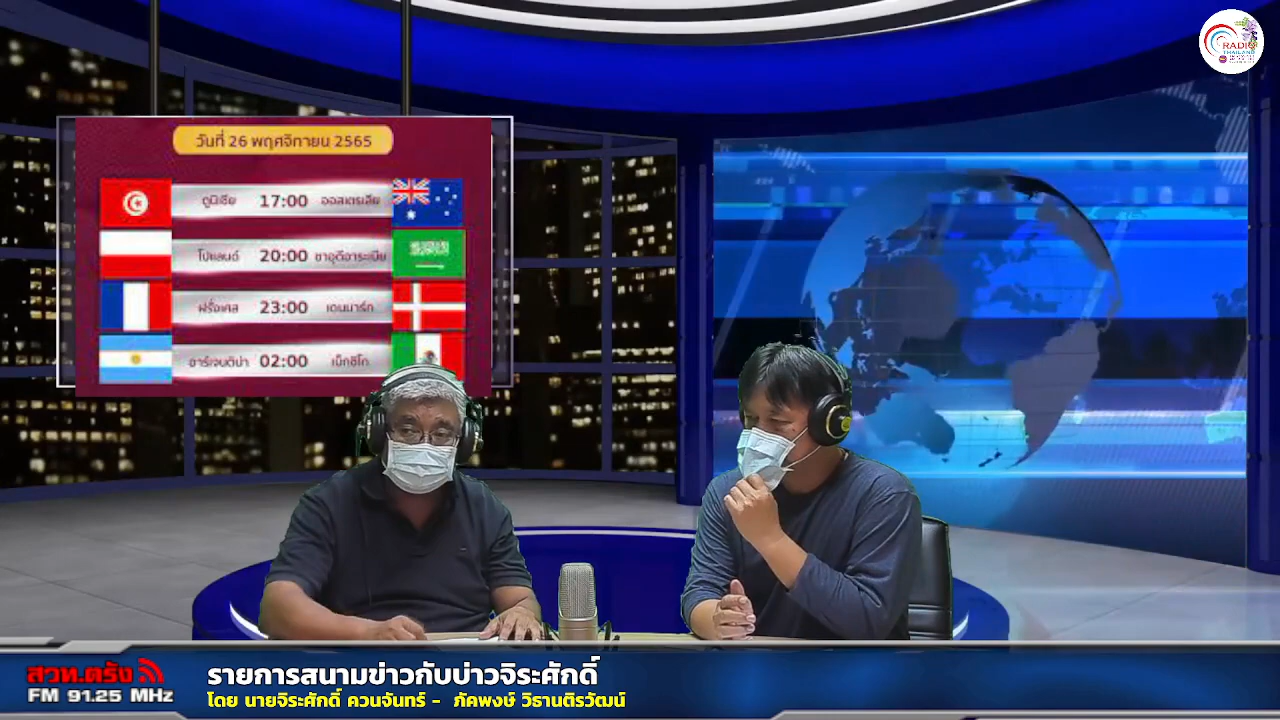 RADIO
THAILAND
วันที่ 26 พฤศจิกายน 2565
ตูนิเซีย 17:00 ออสเตรเลีย
โปแลนด์ 20:00 ซาอุดีอาระเบีย
ฝรั่งเศส 23:00 เดนมาร์ก
อาร์เจนตินา 02:00 เม็กซิโก
สวท.ตรัง
FM 91.25 MHz
รายการสนามข่าวกับบ่าวจิระศักดิ์
โดย นายจิระศักดิ์ ควนจันทร์ - ภัคพงษ์ วิธานติรวัฒน์